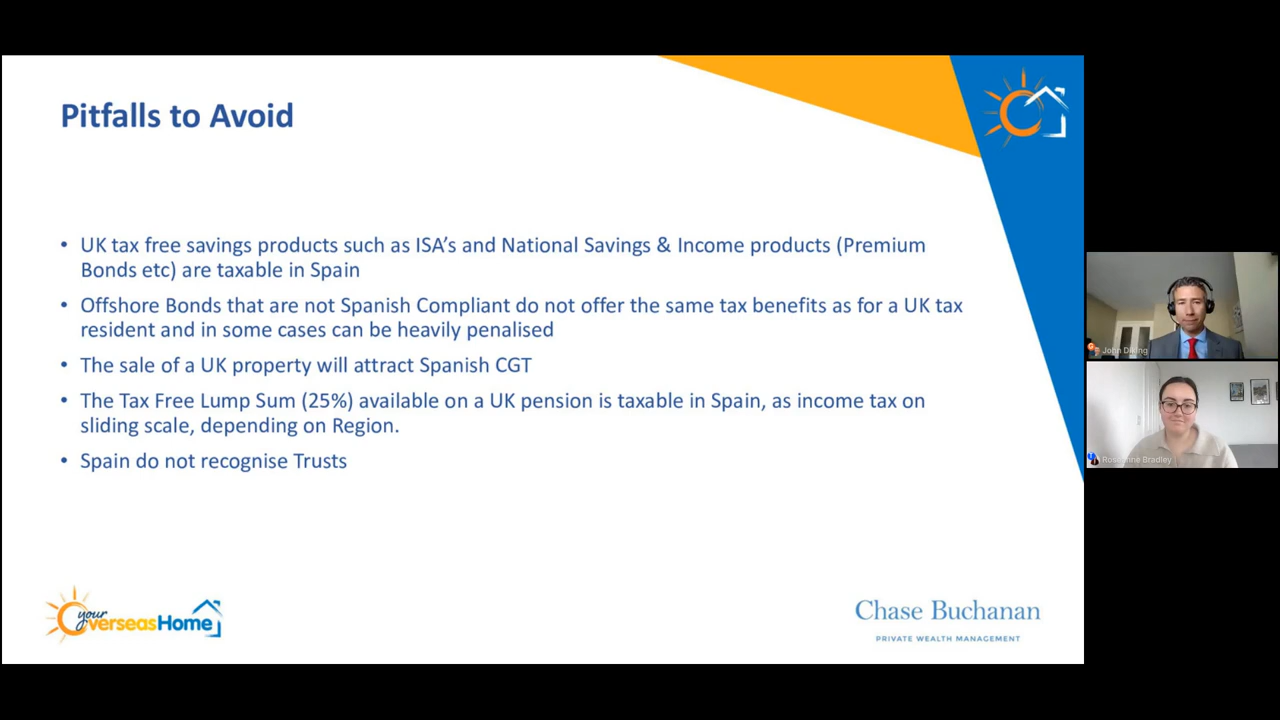 Pitfalls to Avoid
• UK tax free savings products such as ISA's and National Savings & Income products (Premium
Bonds etc) are taxable in Spain
• Offshore Bonds that are not Spanish Compliant do not offer the same tax benefits as for a UK tax
resident and in some cases can be heavily penalised
• The sale of a UK property will attract Spanish CGT
• The Tax Free Lump Sum (25%) available on a UK pension is taxable in Spain, as income tax on
sliding scale, depending on Region.
• Spain do not recognise Trusts
your
OverseasHome
Chase Buchanan
PRIVATE WEALTH MANAGEMENT
John
Bradley